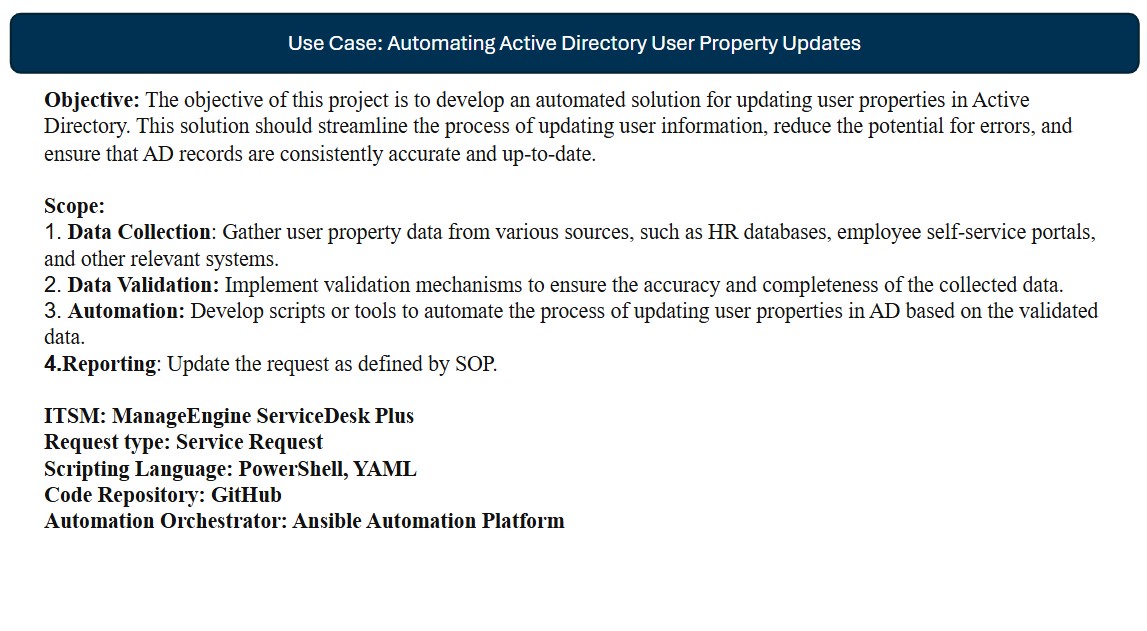 Use Case: Automating Active Directory User Property Updates
Objective: The objective of this project is to develop an automated solution for updating user properties in Active
Directory. This solution should streamline the process of updating user information, reduce the potential for errors, and
ensure that AD records are consistently accurate and up-to-date.
Scope:
1. Data Collection: Gather user property data from various sources, such as HR databases, employee self-service portals,
and other relevant systems.
2. Data Validation: Implement validation mechanisms to ensure the accuracy and completeness of the collected data.
3. Automation: Develop scripts or tools to automate the process of updating user properties in AD based on the validated
data.
4.Reporting: Update the request as defined by SOP.
ITSM: ManageEngine ServiceDesk Plus
Request type: Service Request
Scripting Language: PowerShell, YAML
Code Repository: GitHub
Automation Orchestrator: Ansible Automation Platform